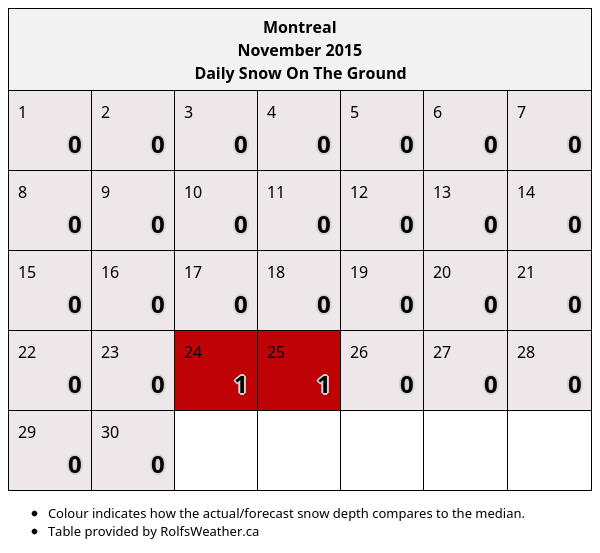 Montreal
November 2015
Daily Snow On The Ground
1 2 3 4 5 6 7
0 0 0 0 0 0 0
8 9 10 11 12 13 14
0 0 0 0 0 0 0
15 16 17 18 19 20 21
0 0 0 0 0 0 0
22 23 24 25 26 27 28
0 0 1 1 0 0 0
29 30
0 0
• Colour indicates how the actual/forecast snow depth compares to the median.
• Table provided by RolfsWeather.ca